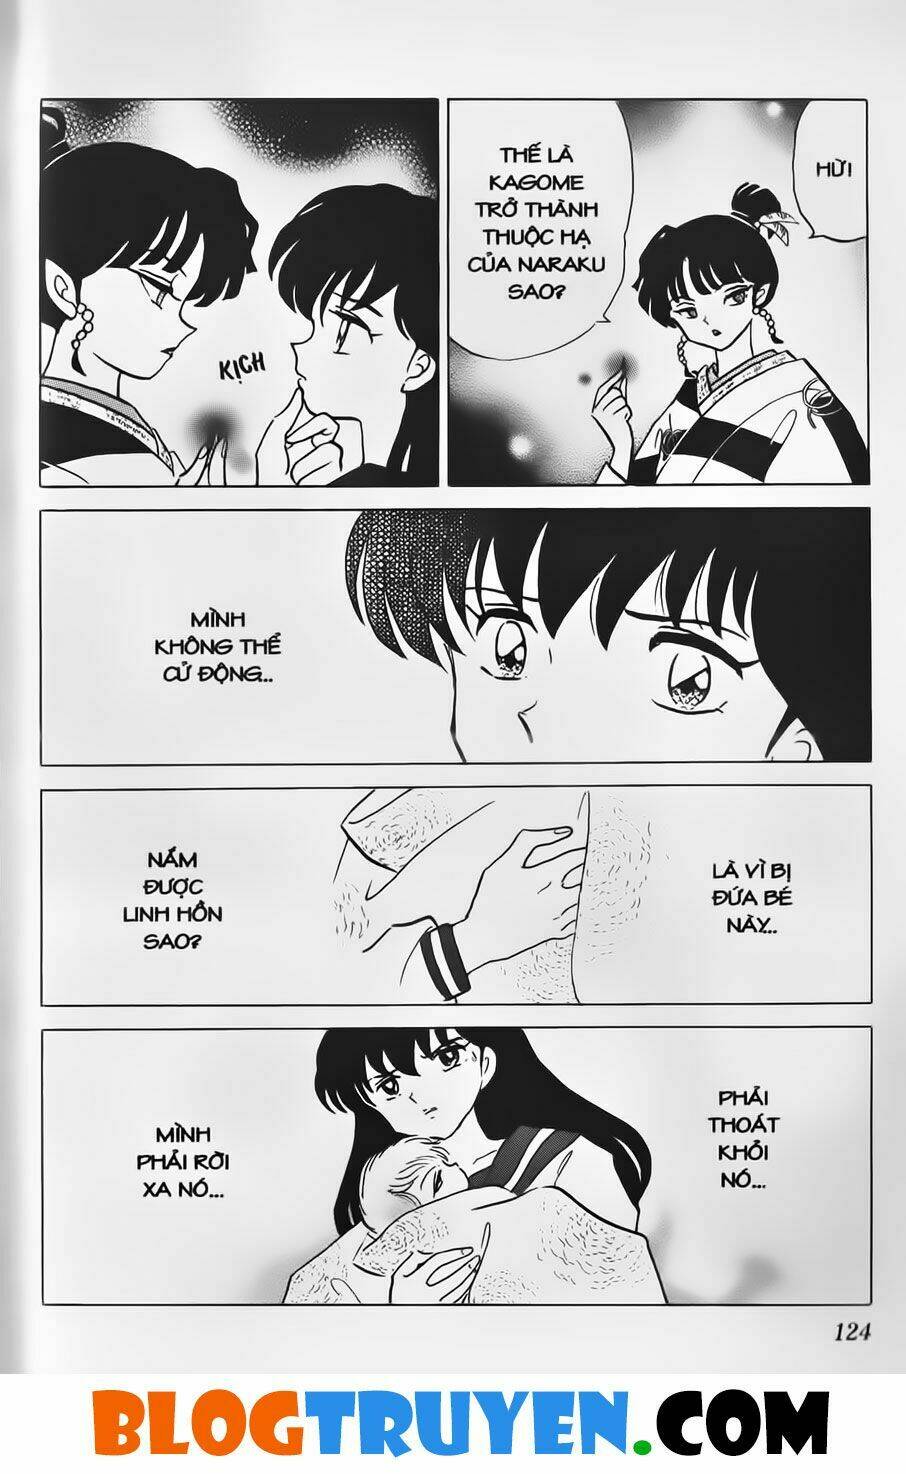 HỪ!
THẾ LÀ
KAGOME
TRỞ THÀNH
THUỘC HẠ
CỦA NARAKU
SAO?
KỊCH
MÌNH
KHÔNG THỂ
CỬ ĐỘNG...
LÀ VÌ BỊ
ĐỨA BÉ
NÀY...
NẮM
ĐƯỢC
LINH HỒN
SAO?
PHẢI
THOÁT
KHỎI
NÓ...
MÌNH
PHẢI RỜI
XA NÓ...
124
BLOGTRUYEN.COM